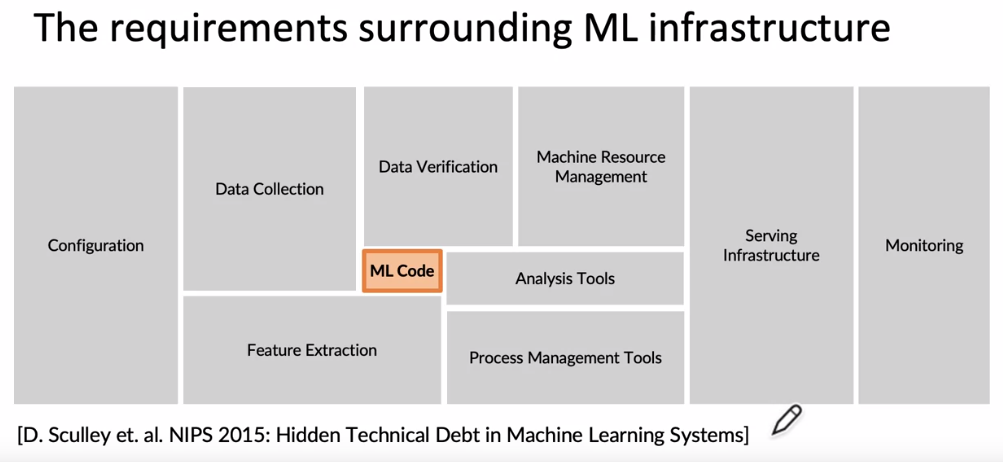 The requirements surrounding ML infrastructure
Configuration
Data Collection
Data Verification
Machine Resource
Management
ML Code
Analysis Tools
Feature Extraction
Process Management Tools
Serving
Infrastructure
Monitoring
[D. Sculley et. al. NIPS 2015: Hidden Technical Debt in Machine Learning Systems]